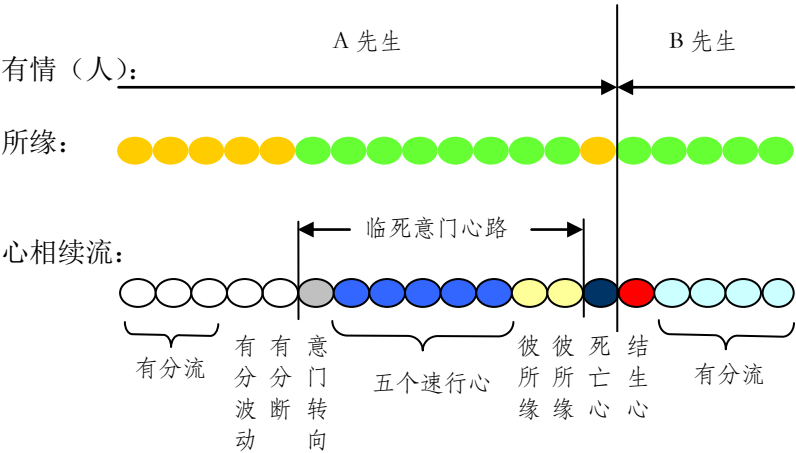 A 先生
B 先生
有情（人）：
所缘：
临死意门心路
心相续流：
有分流
有分波动
有分断
意门转向
五个速行心
彼所缘
彼所缘
死亡心
结生心
有分流